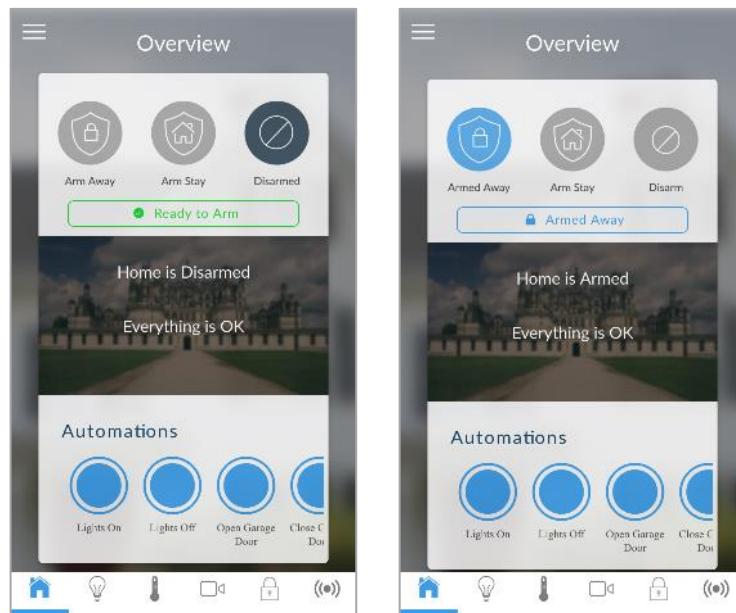 Overview
Arm Away Arm Stay Disarmed
Ready to Arm
Home is Disarmed
Everything is OK
Automations
Lights On Lights Off Open Garage Door Close
Overview
Armed Away Arm Stay Disarm
Armed Away
Home is Armed
Everything is OK
Automations
Lights On Lights Off Open Garage Door Close